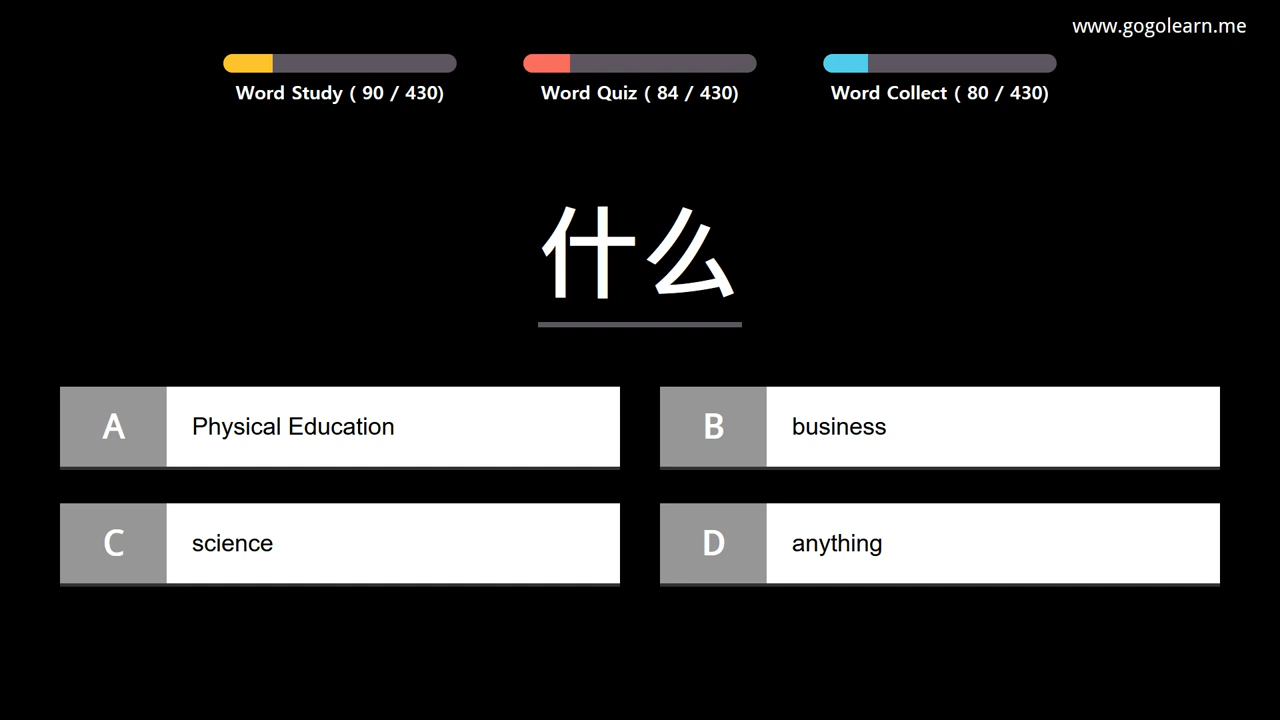 www.gogolearn.me
Word Study ( 90 / 430)
Word Quiz ( 84 / 430)
Word Collect ( 80 / 430)
什么
A Physical Education
B business
C science
D anything